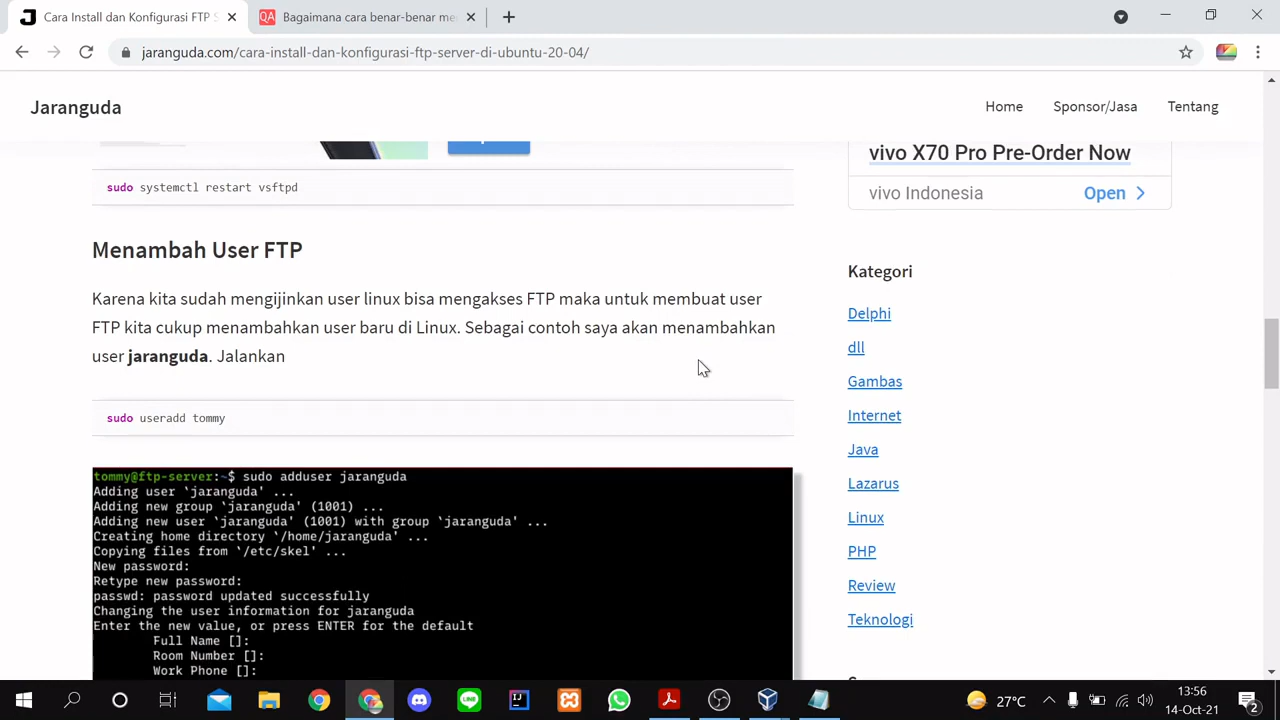 Cara Install dan Konfigurasi FTP S
QA Bagaimana cara benar-benar me
jaranguda.com/cara-install-dan-konfigurasi-ftp-server-di-ubuntu-20-04/
Jaranguda
Home
Sponsor/Jasa
Tentang
sudo systemctl restart vsftpd
Menambah User FTP
Karena kita sudah mengijinkan user linux bisa mengakses FTP maka untuk membuat user
FTP kita cukup menambahkan user baru di Linux. Sebagai contoh saya akan menambahkan
user jaranguda. Jalankan
sudo useradd tommy
tommy@ftp-server:~$ sudo adduser jaranguda
Adding user `jaranguda' ...
Adding new group `jaranguda' (1001) ...
Adding new user `jaranguda' (1001) with group `jaranguda' ...
Creating home directory `/home/jaranguda' ...
Copying files from `/etc/skel' ...
New password:
Retype new password:
passwd: password updated successfully
Changing the user information for jaranguda
Enter the new value, or press ENTER for the default
Full Name []:
Room Number []:
Work Phone []:
vivo X70 Pro Pre-Order Now
vivo Indonesia
Open
Kategori
Delphi
dll
Gambas
Internet
Java
Lazarus
Linux
PHP
Review
Teknologi
27°C
13:56
14-Oct-21
2